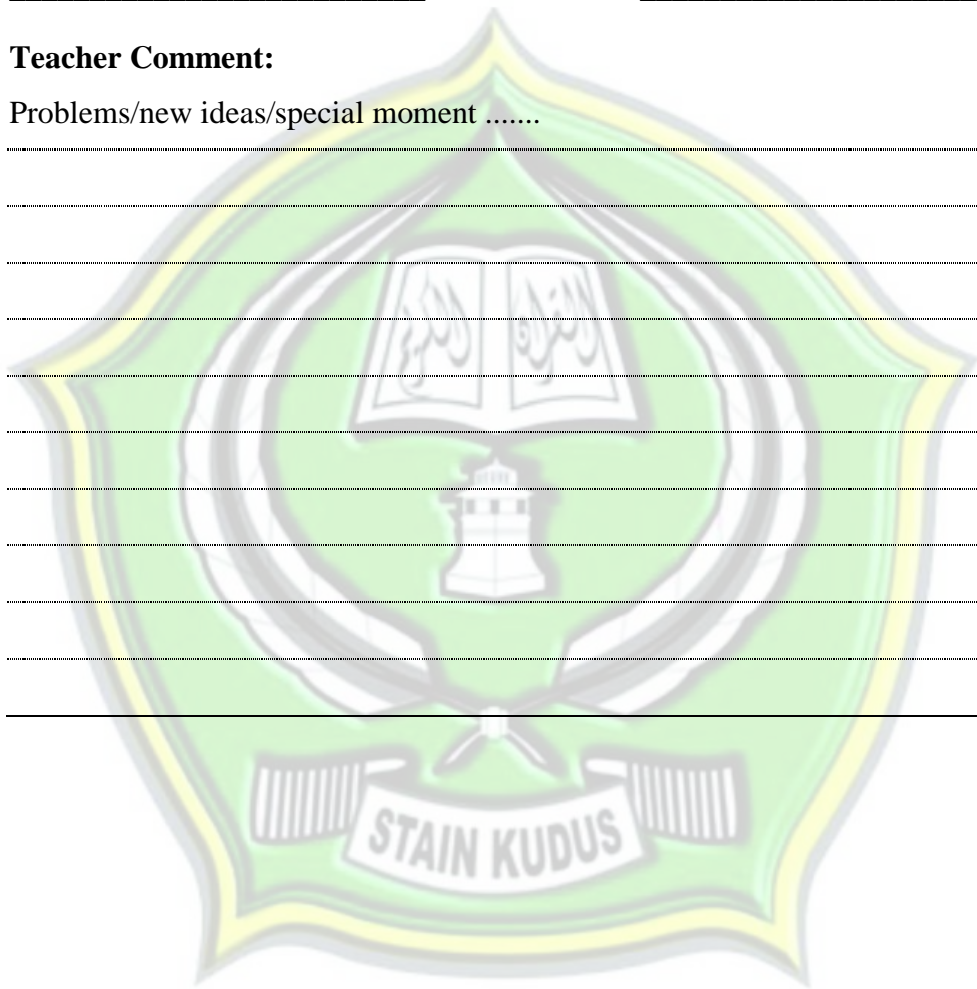 Teacher Comment:
Problems/new ideas/special moment .......
STAIN KUDUS